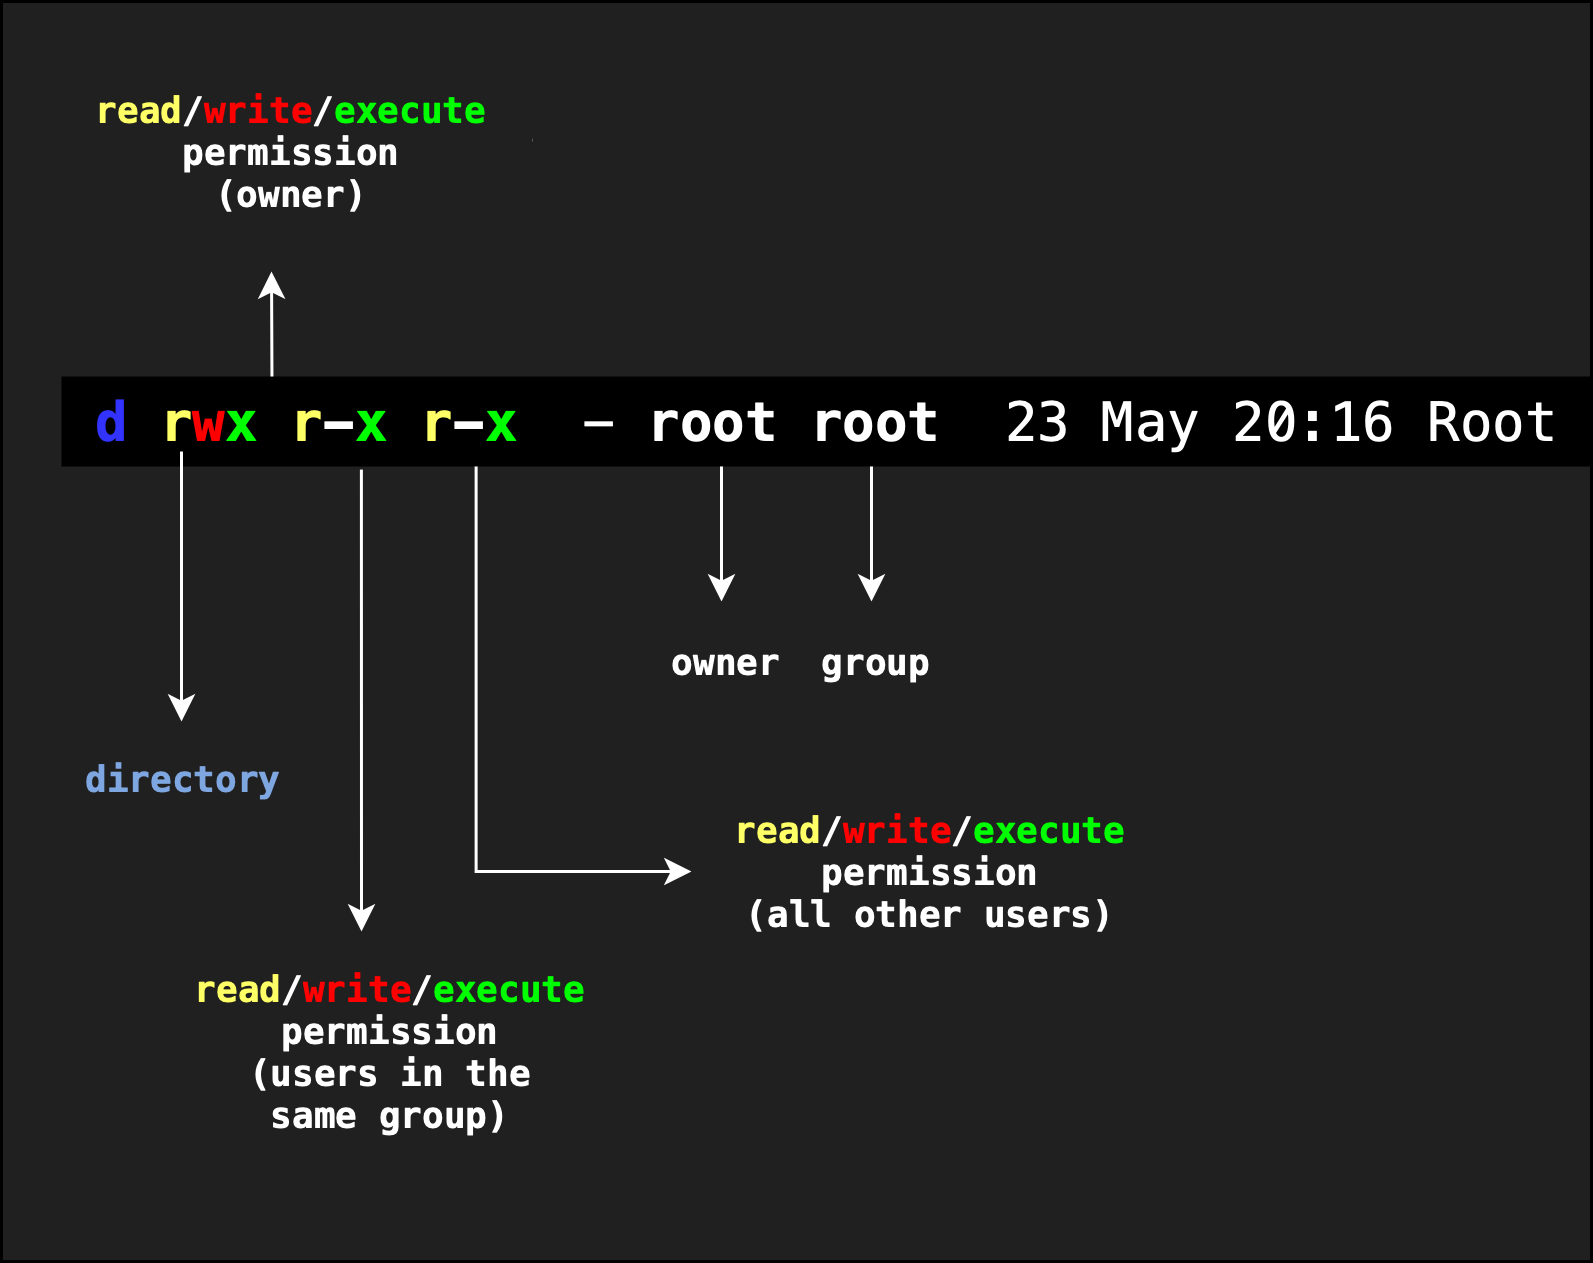 read/write/execute
permission
(owner)
d rwx r-x r-x - root root 23 May 20:16 Root
owner group
directory
read/write/execute
permission
(all other users)
read/write/execute
permission
(users in the
same group)